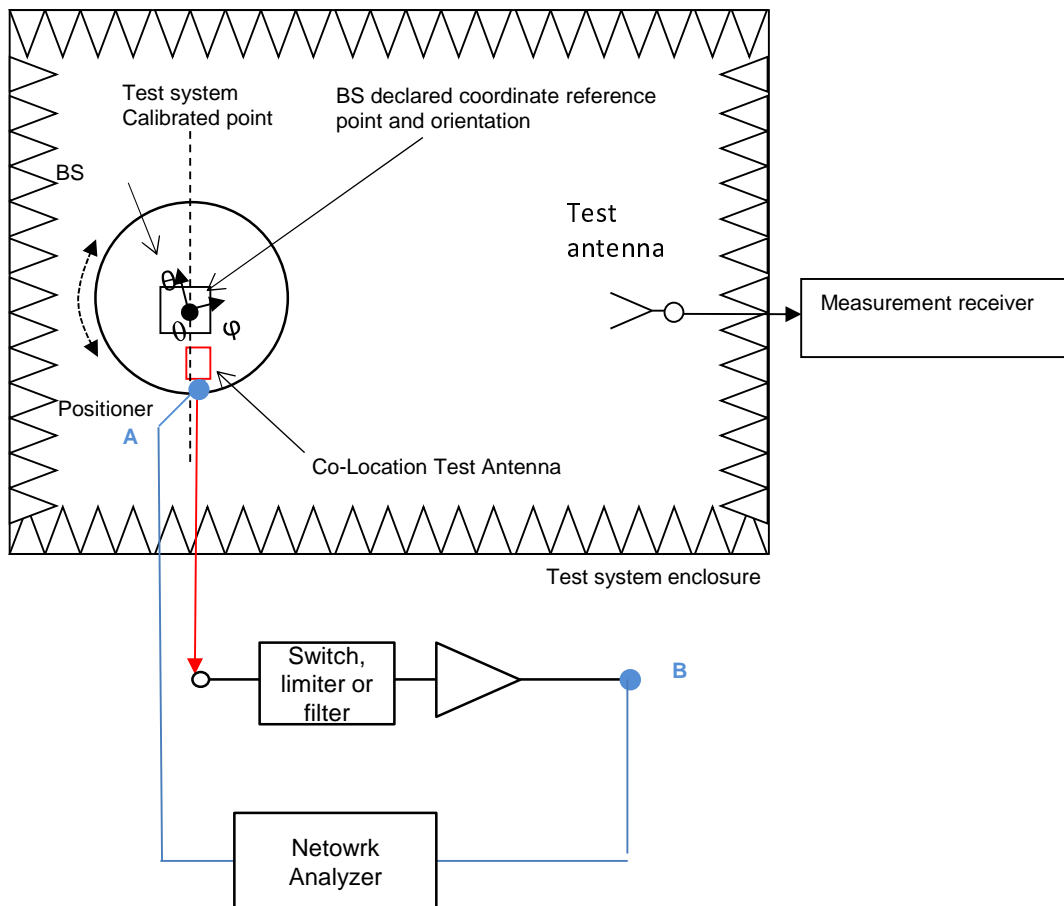 Test system
Calibrated point
BS declared coordinate reference
point and orientation
BS
Test
antenna
Measurement receiver
θ
θ
φ
Positioner
A
Co-Location Test Antenna
Test system enclosure
Switch,
limiter or
filter
B
Netowrk
Analyzer